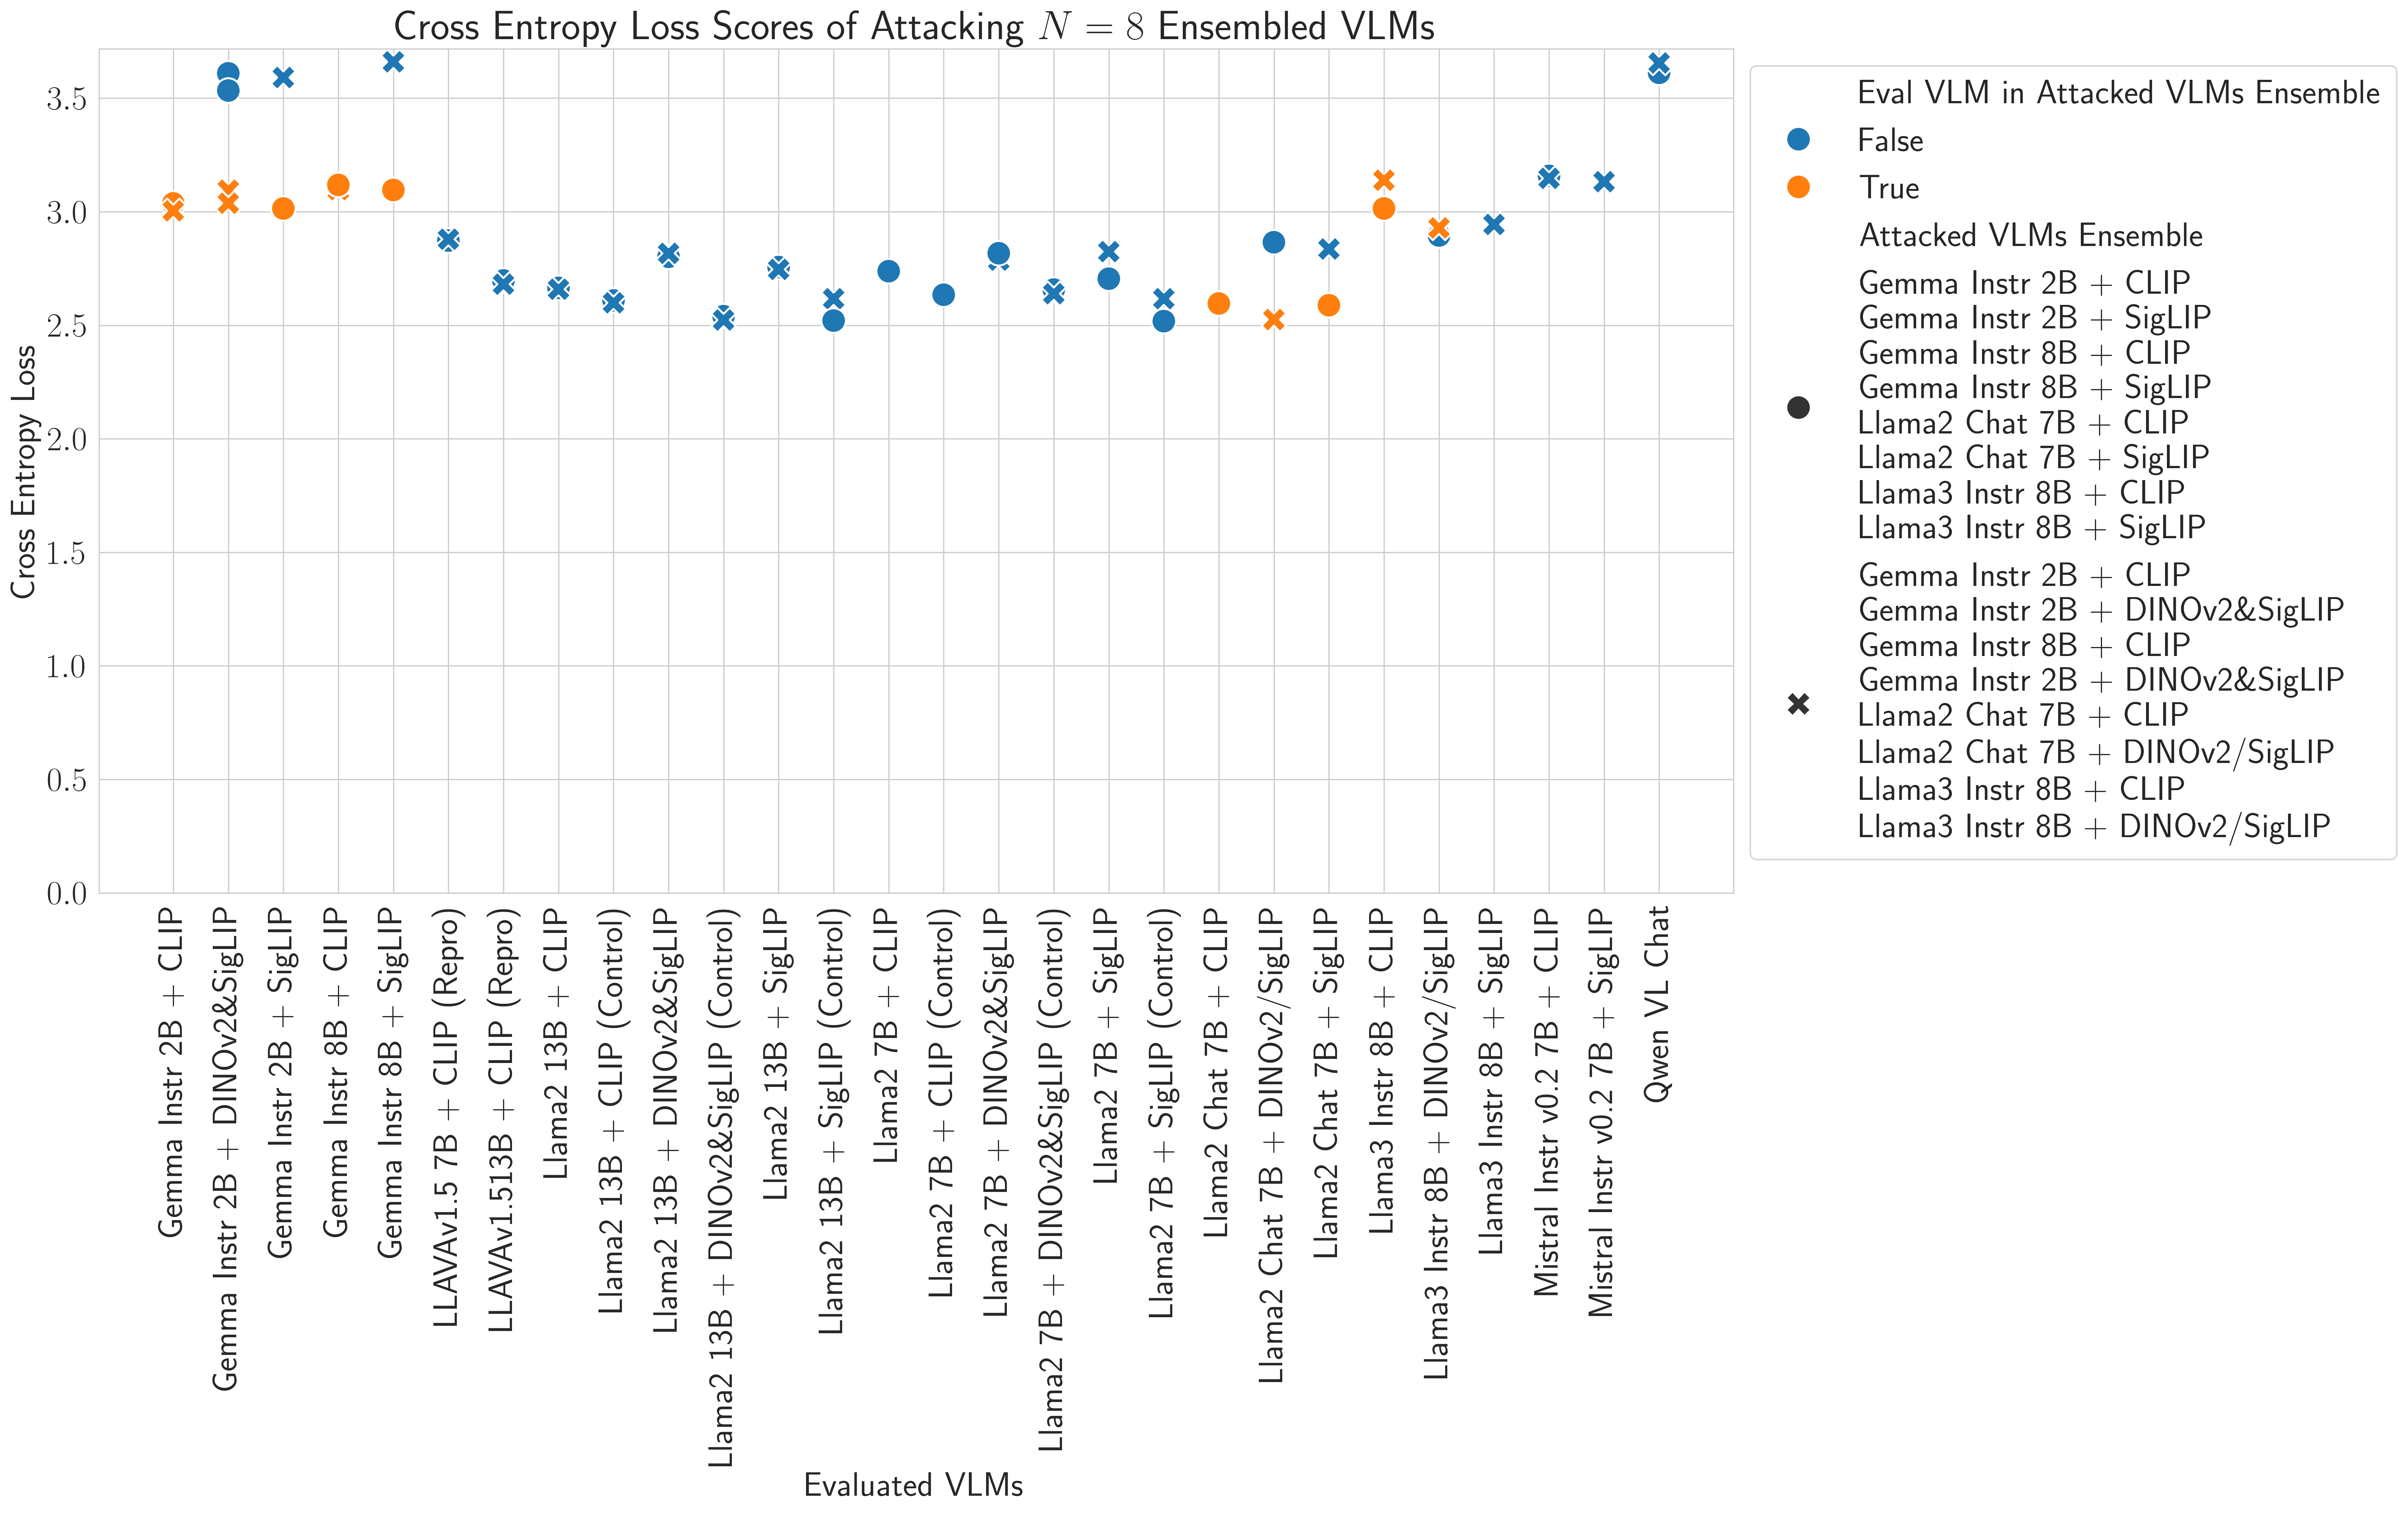 Cross Entropy Loss Scores of Attacking N = 8 Ensembled VLMs
Cross Entropy Loss
3.5
3.0
2.5
2.0
1.5
1.0
0.5
0.0
Gemma Instr 2B + CLIP
Gemma Instr 2B + DINOv2&SigLIP
Gemma Instr 2B + SigLIP
Gemma Instr 8B + CLIP
Gemma Instr 8B + SigLIP
LLAVAv1.5 7B + CLIP (Repro)
LLAVAv1.513B + CLIP (Repro)
Llama2 13B + CLIP
Llama2 13B + CLIP (Control)
Llama2 13B + DINOv2&SigLIP
Llama2 13B + DINOv2&SigLIP (Control)
Llama2 13B + SigLIP
Llama2 13B + SigLIP (Control)
Llama2 7B + CLIP
Llama2 7B + CLIP (Control)
Llama2 7B + DINOv2&SigLIP
Llama2 7B + DINOv2&SigLIP (Control)
Llama2 7B + SigLIP
Llama2 7B + SigLIP (Control)
Llama2 Chat 7B + CLIP
Llama2 Chat 7B + DINOv2/SigLIP
Llama2 Chat 7B + SigLIP
Llama3 Instr 8B + CLIP
Llama3 Instr 8B + DINOv2/SigLIP
Llama3 Instr 8B + SigLIP
Mistral Instr v0.2 7B + CLIP
Mistral Instr v0.2 7B + SigLIP
Qwen VL Chat
Evaluated VLMs
Eval VLM in Attacked VLMs Ensemble
False
True
Attacked VLMs Ensemble
Gemma Instr 2B + CLIP
Gemma Instr 2B + SigLIP
Gemma Instr 8B + CLIP
Gemma Instr 8B + SigLIP
Llama2 Chat 7B + CLIP
Llama2 Chat 7B + SigLIP
Llama3 Instr 8B + CLIP
Llama3 Instr 8B + SigLIP
Gemma Instr 2B + CLIP
Gemma Instr 2B + DINOv2&SigLIP
Gemma Instr 8B + CLIP
Gemma Instr 2B + DINOv2&SigLIP
Llama2 Chat 7B + CLIP
Llama2 Chat 7B + DINOv2/SigLIP
Llama3 Instr 8B + CLIP
Llama3 Instr 8B + DINOv2/SigLIP